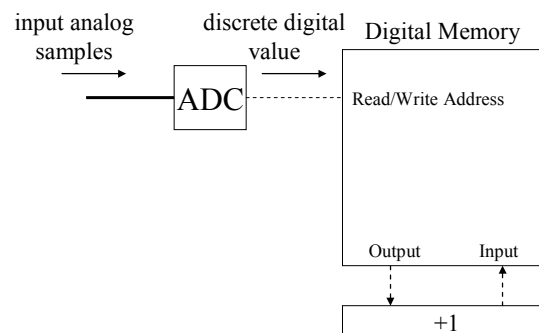 input analog
samples
discrete digital
value
Digital Memory
ADC
Read/Write Address
Output
Input
+1